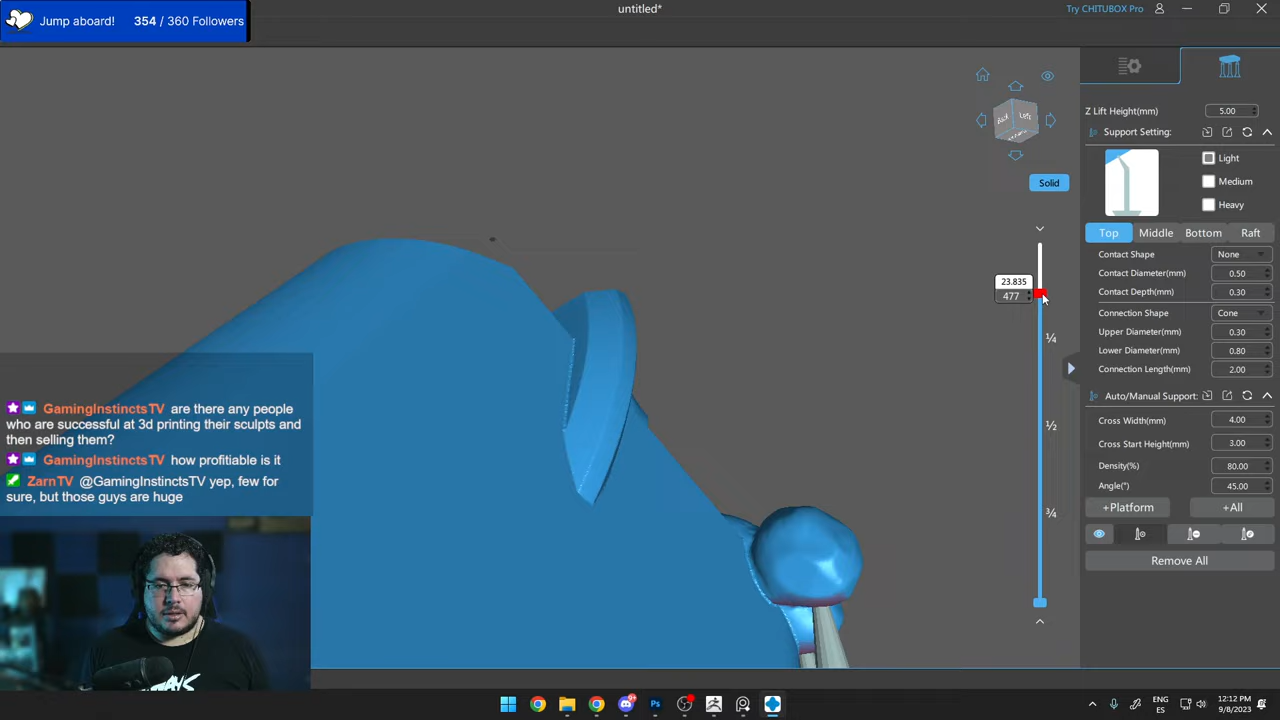 Jump aboard! 354 / 360 Followers
untitled*
Try CHITUBOX Pro
Back
Left
Solid
23.835
477
¼
½
¾
Z Lift Height(mm) 5.00
Support Setting:
Light
Medium
Heavy
Top Middle Bottom Raft
Contact Shape None
Contact Diameter(mm) 0.50
Contact Depth(mm) 0.30
Connection Shape Cone
Upper Diameter(mm) 0.30
Lower Diameter(mm) 0.80
Connection Length(mm) 2.00
Auto/Manual Support:
Cross Width(mm) 4.00
Cross Start Height(mm) 3.00
Density(%) 80.00
Angle(°) 45.00
+Platform +All
Remove All
GamingInstinctsTV are there any people
who are successful at 3d printing their sculpts and
then selling them?
GamingInstinctsTV how profitable is it
ZarnTV @GamingInstinctsTV yep, few for
sure, but those guys are huge
Ps
ENG
ES
12:12 PM
9/8/2023